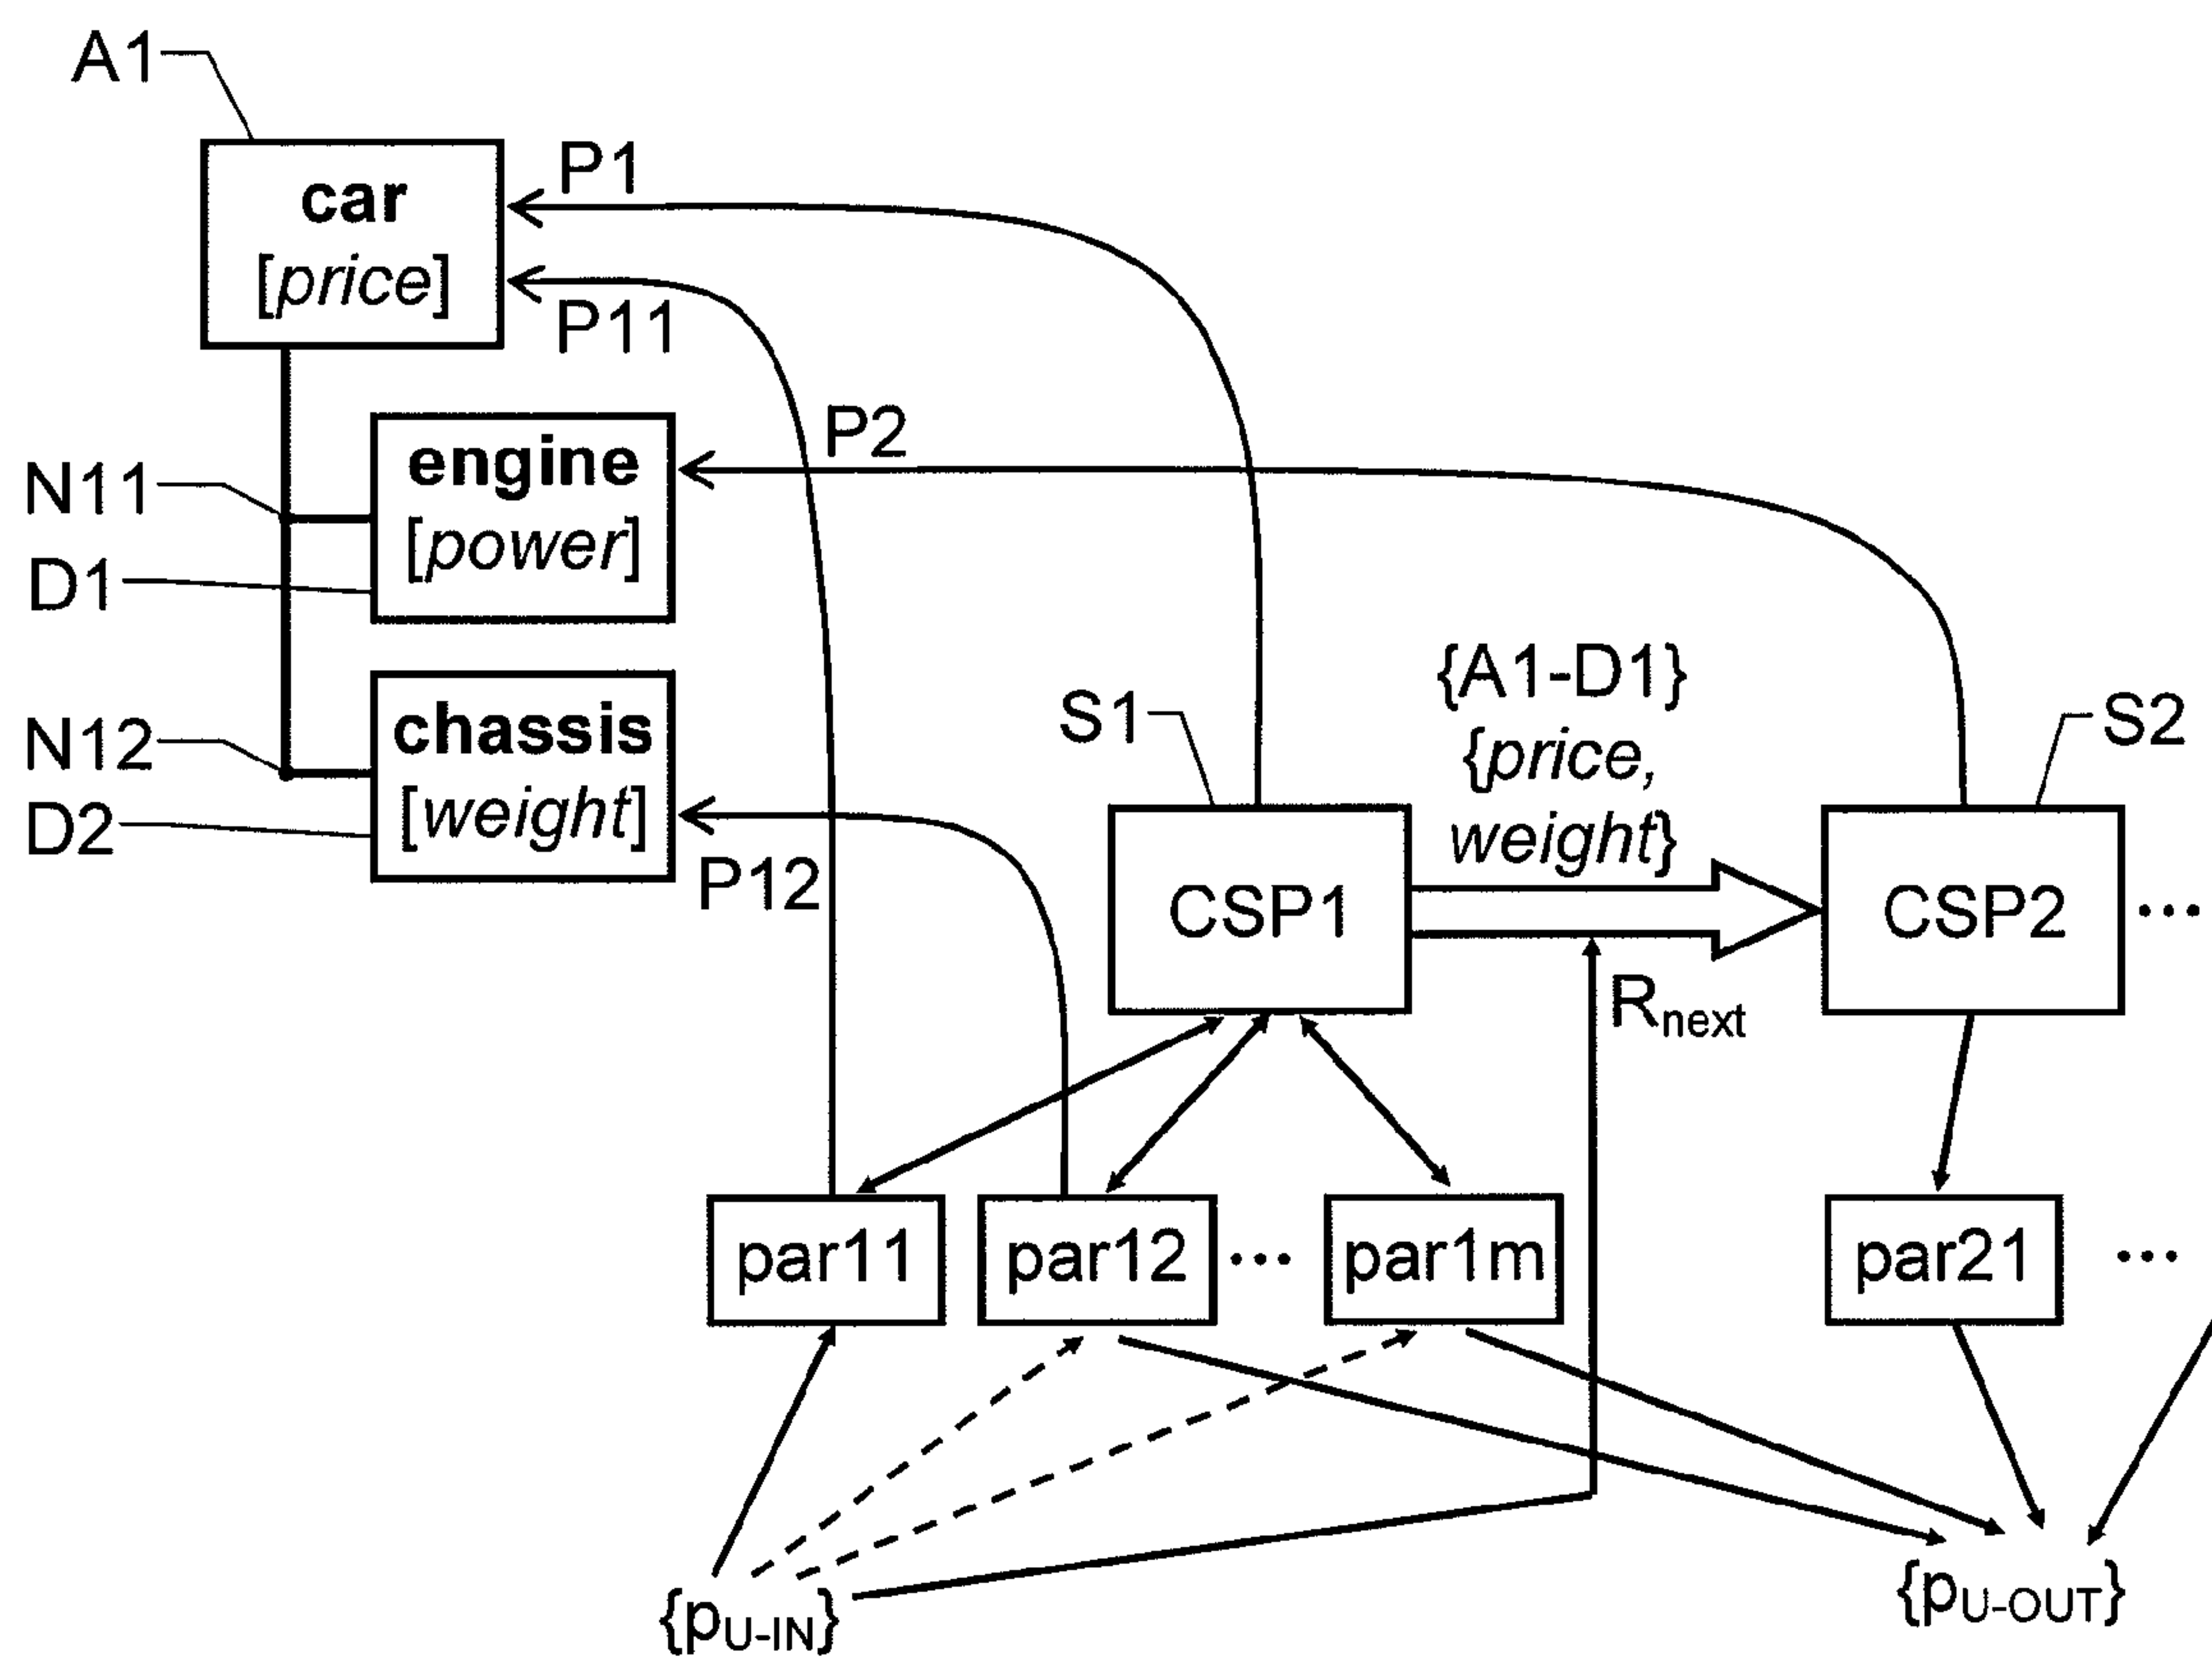 A1
car
[price]
P1
P11
N11
engine
[power]
P2
D1
N12
chassis
[weight]
D2
P12
S1
{A1-D1}
{price,
weight}
S2
CSP1
CSP2 ...
Rnext
par11
par12 ...
par1m
par21 ...
{pU-IN}
{pU-OUT}